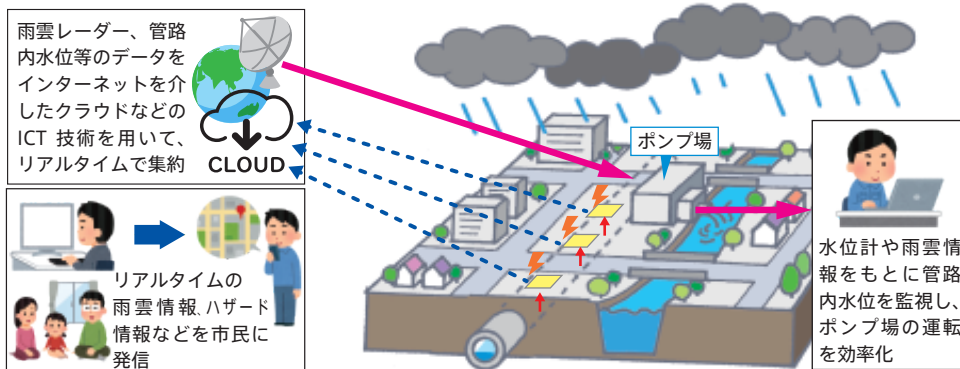 雨雲レーダー、管路
内水位等のデータを
インターネットを介
したクラウドなどの
ICT 技術を用いて、
リアルタイムで集約
CLOUD
リアルタイムの
雨雲情報、ハザード
情報などを市民に
発信
ポンプ場
水位計や雨雲情
報をもとに管路
内水位を監視し、
ポンプ場の運転
を効率化